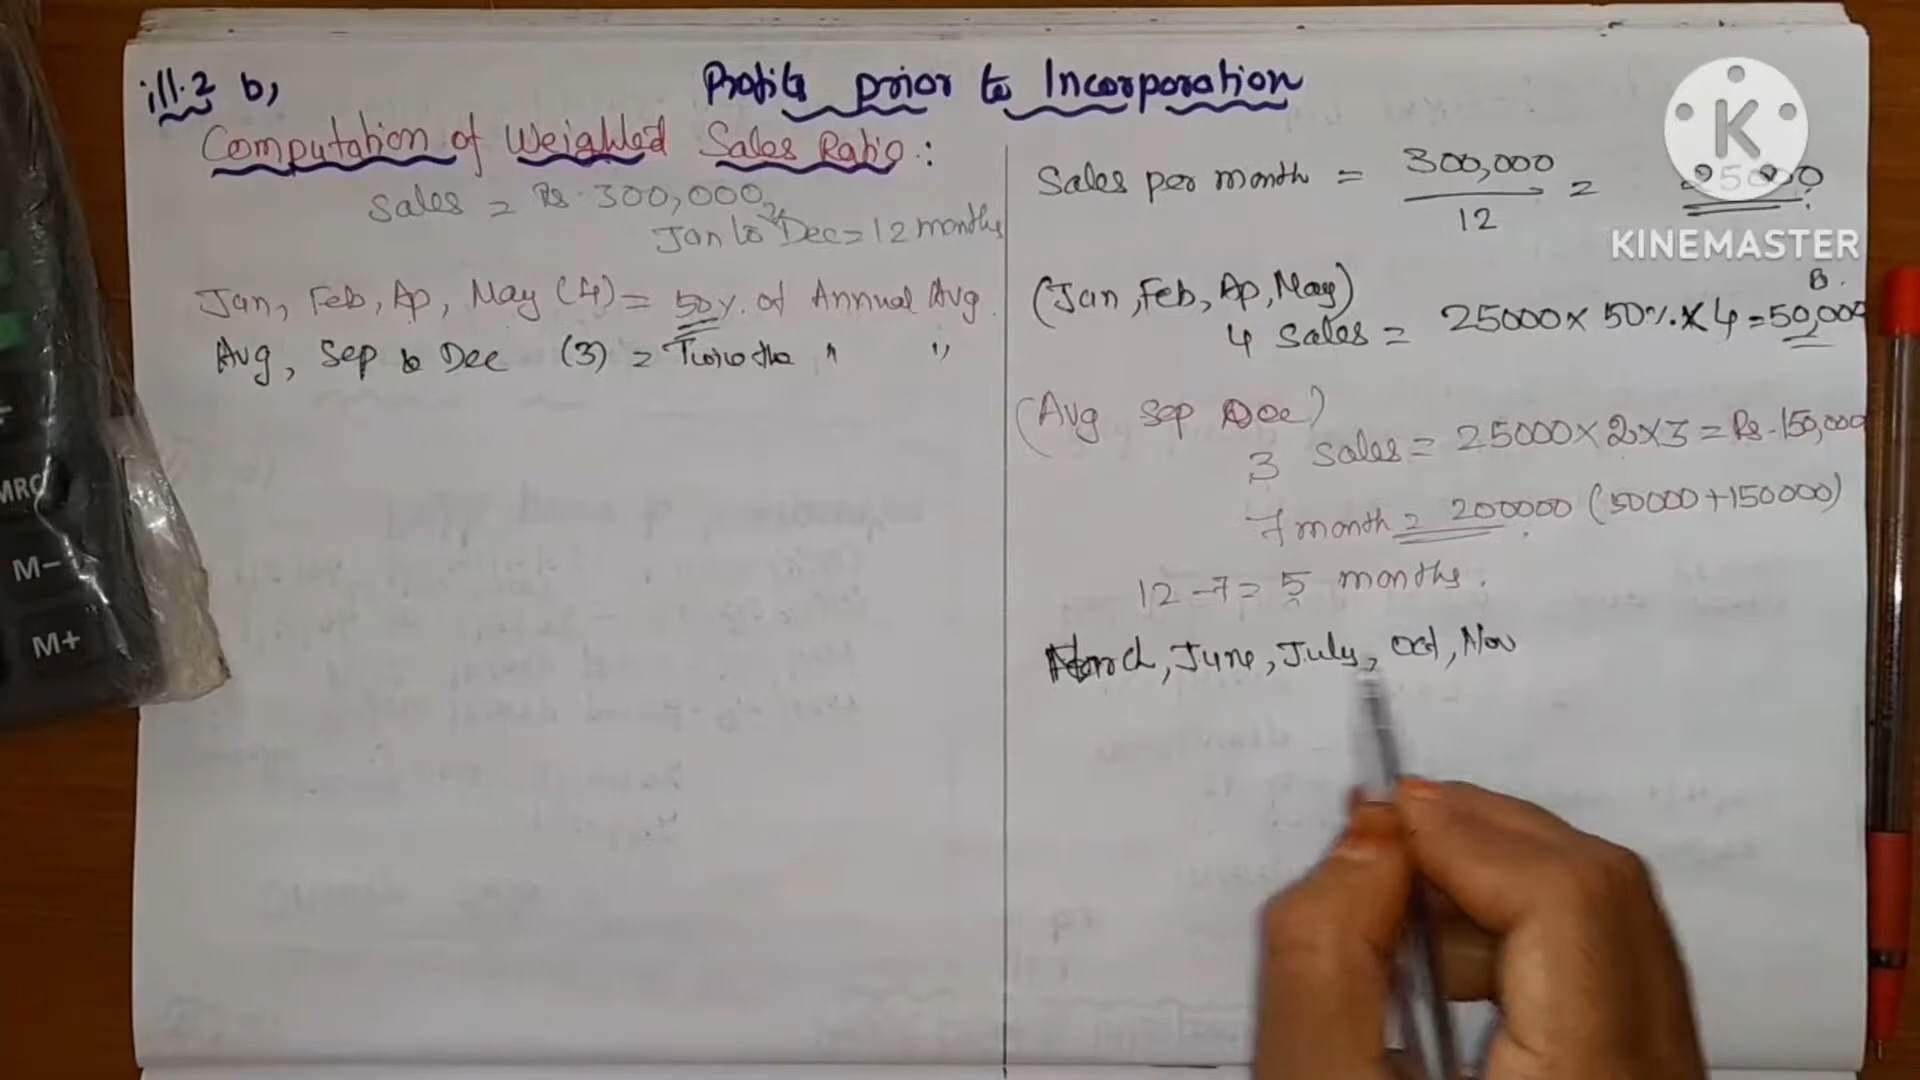 ill.2 b,
Profits prior to Incorporation
Computation of Weighted Sales Ratio :
Sales = Rs. 300,000,
Jan to Dec = 12 months
Jan, Feb, Ap, May (4) = 50%. of Annual Avg.
Aug, Sep & Dec (3) = Twice the " "
Sales per month = 300,000 / 12 = 25000
(Jan, Feb, Ap, May)
4 Sales = 25000 x 50% x 4 = 50,000
(Aug Sep Dec)
3 Sales = 25000 x 2 x 3 = Rs. 150,000
7 month = 200000 (50000 + 150000)
12 - 7 = 5 months.
March, June, July, Oct, Nov
K
KINEMASTER
MRC
M-
M+